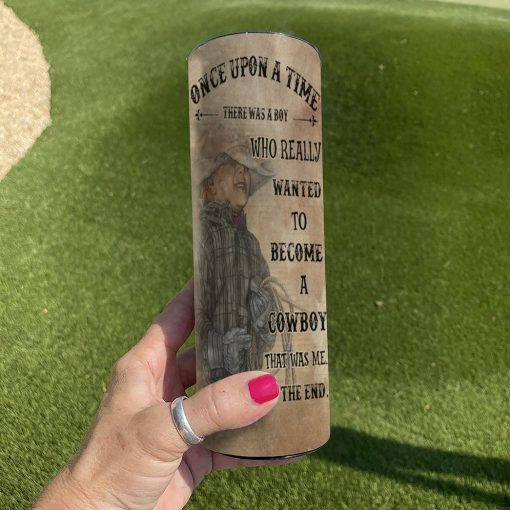 ONCE UPON A TIME
THERE WAS A BOY
WHO REALLY
WANTED
TO
BECOME
A
COWBOY
THAT WAS ME.
THE END.